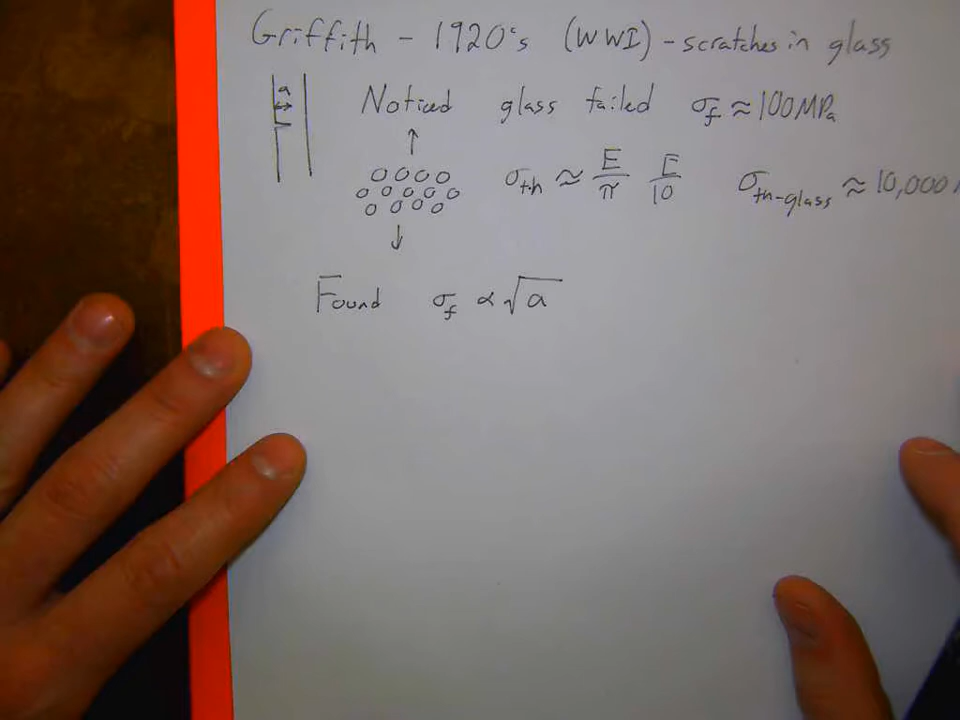 Griffith - 1920's (WWI) - scratches in glass
a Noticed glass failed σf ≈ 100MPa
σth ≈ E/π E/10 σth-glass ≈ 10,000
Found σf ∝ √a